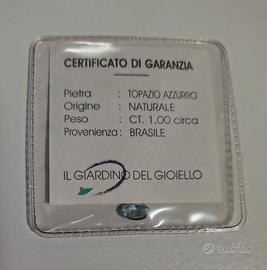 CERTIFICATO DI GARANZIA
Pietra : TOPAZIO AZZURRO
Origine : NATURALE
Peso : CT. 1,00 circa
Provenienza : BRASILE
IL GIARDINO DEL GIOIELLO
subito